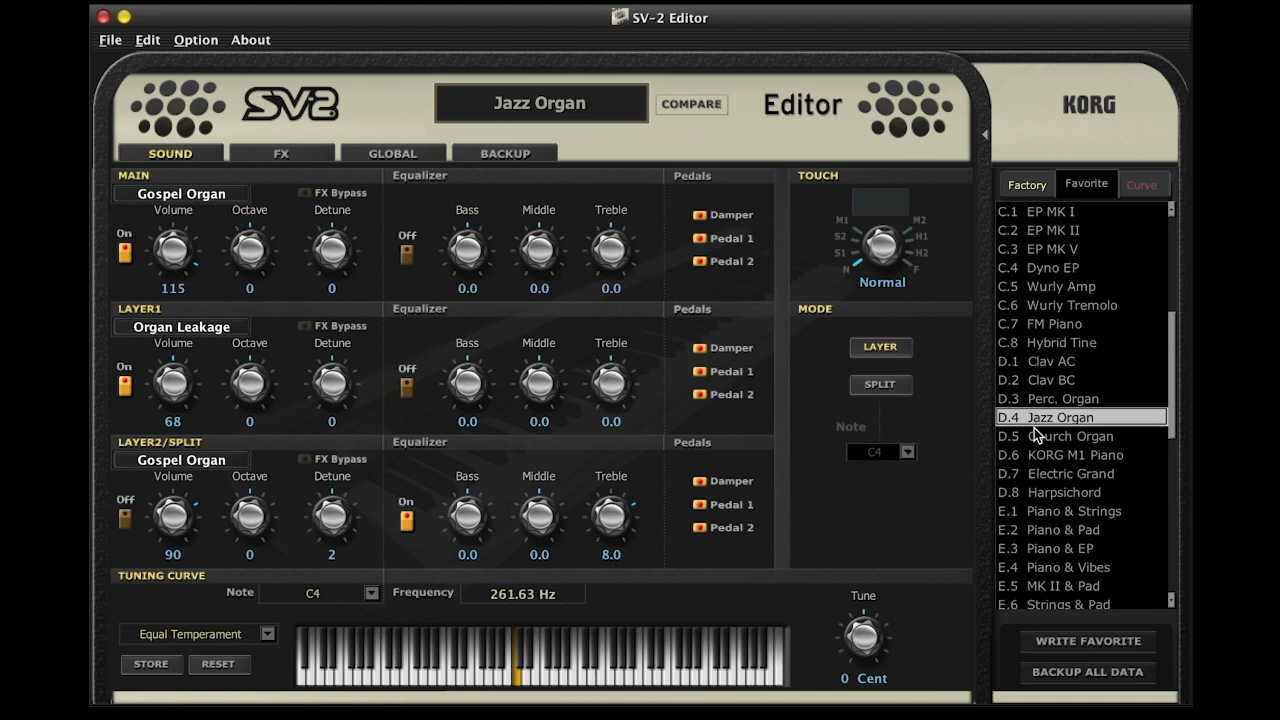 SV-2 Editor
File Edit Option About
SV-2
Jazz Organ
COMPARE
Editor
KORG
SOUND FX GLOBAL BACKUP
Factory Favorite Curve
MAIN
Gospel Organ
FX Bypass
Volume Octave Detune
On
115 0 0
Equalizer
Bass Middle Treble
Off
0.0 0.0 0.0
Pedals
Damper
Pedal 1
Pedal 2
LAYER1
Organ Leakage
FX Bypass
Volume Octave Detune
On
68 0 0
Equalizer
Bass Middle Treble
Off
0.0 0.0 0.0
Pedals
Damper
Pedal 1
Pedal 2
LAYER2/SPLIT
Gospel Organ
FX Bypass
Volume Octave Detune
Off
90 0 2
Equalizer
Bass Middle Treble
On
0.0 0.0 8.0
Pedals
Damper
Pedal 1
Pedal 2
TOUCH
M1 M2
S2 H1
S1 H2
N F
Normal
MODE
LAYER
SPLIT
Note
C4
TUNING CURVE
Note C4 Frequency 261.63 Hz
Equal Temperament
STORE RESET
Tune
0 Cent
C.1 EP MK I
C.2 EP MK II
C.3 EP MK V
C.4 Dyno EP
C.5 Wurly Amp
C.6 Wurly Tremolo
C.7 FM Piano
C.8 Hybrid Tine
D.1 Clav AC
D.2 Clav BC
D.3 Perc. Organ
D.4 Jazz Organ
D.5 Church Organ
D.6 KORG M1 Piano
D.7 Electric Grand
D.8 Harpsichord
E.1 Piano & Strings
E.2 Piano & Pad
E.3 Piano & EP
E.4 Piano & Vibes
E.5 MK II & Pad
E.6 Strings & Pad
WRITE FAVORITE
BACKUP ALL DATA